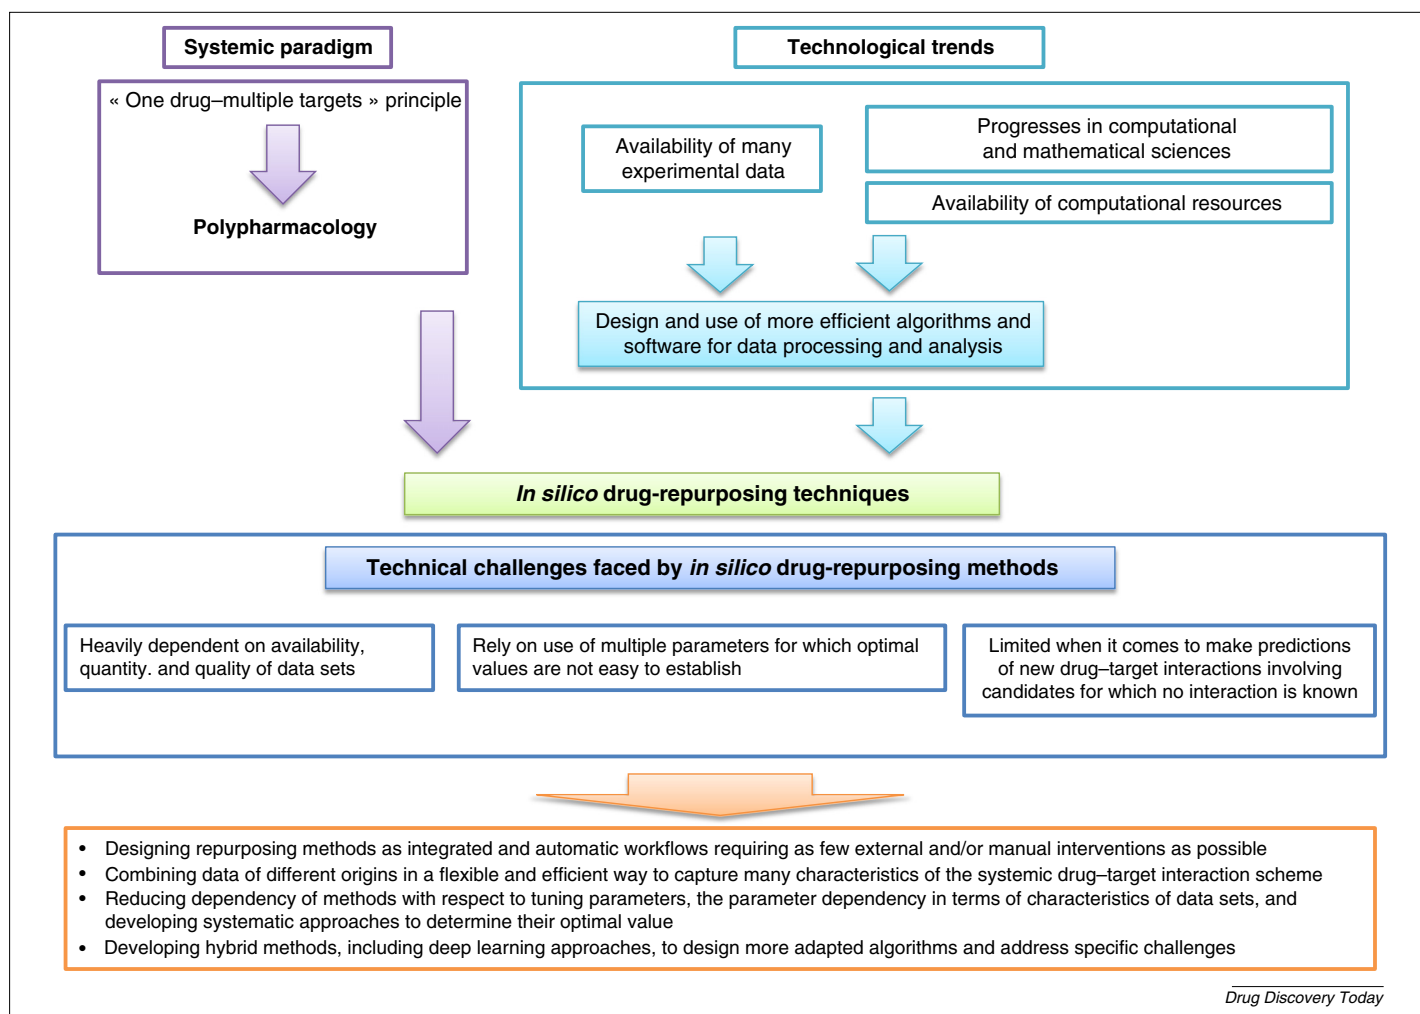 Systemic paradigm
« One drug–multiple targets » principle
Polypharmacology
Technological trends
Availability of many
experimental data
Progresses in computational
and mathematical sciences
Availability of computational resources
Design and use of more efficient algorithms and
software for data processing and analysis
In silico drug-repurposing techniques
Technical challenges faced by in silico drug-repurposing methods
Heavily dependent on availability,
quantity. and quality of data sets
Rely on use of multiple parameters for which optimal
values are not easy to establish
Limited when it comes to make predictions
of new drug–target interactions involving
candidates for which no interaction is known
• Designing repurposing methods as integrated and automatic workflows requiring as few external and/or manual interventions as possible
• Combining data of different origins in a flexible and efficient way to capture many characteristics of the systemic drug–target interaction scheme
• Reducing dependency of methods with respect to tuning parameters, the parameter dependency in terms of characteristics of data sets, and
developing systematic approaches to determine their optimal value
• Developing hybrid methods, including deep learning approaches, to design more adapted algorithms and address specific challenges
Drug Discovery Today